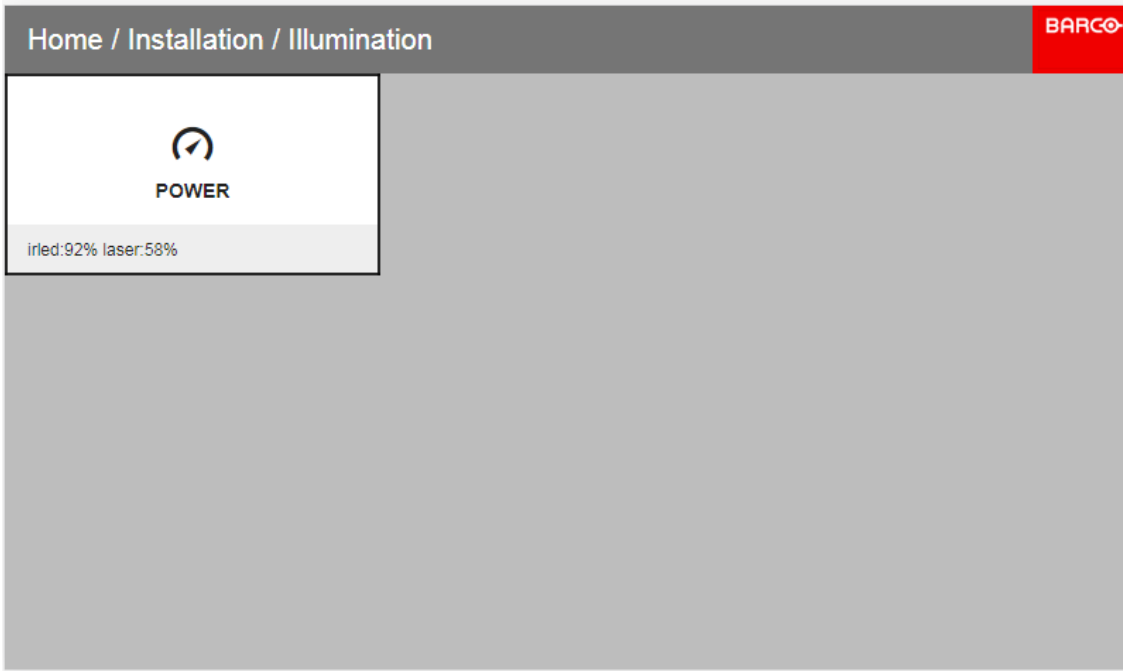 Home / Installation / Illumination
BARCO
POWER
irled:92% laser:58%